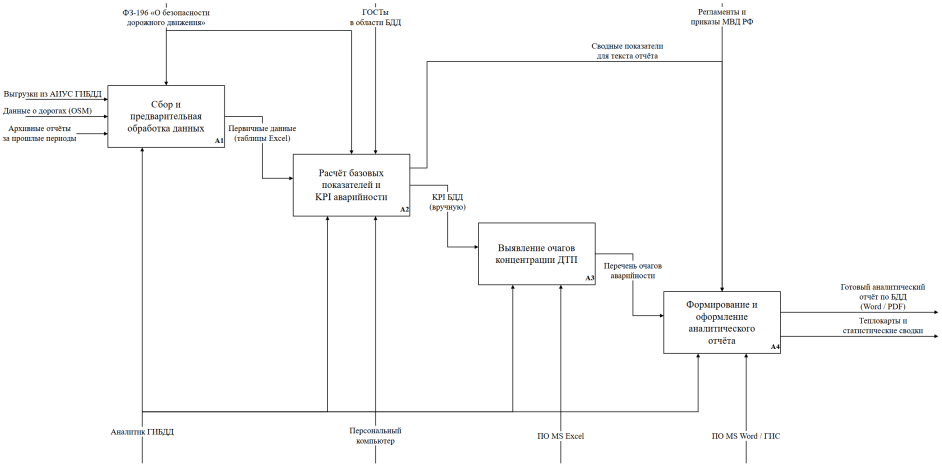 ФЗ-196 «О безопасности
дорожного движения»
ГОСТы
в области БДД
Регламенты и
приказы МВД РФ
Сводные показатели
для текста отчёта
Выгрузки из АИУС ГИБДД
Данные о дорогах (OSM)
Архивные отчёты
за прошлые периоды
Сбор и
предварительная
обработка данных
A1
Первичные данные
(таблицы Excel)
Расчёт базовых
показателей и
KPI аварийности
A2
KPI БДД
(вручную)
Выявление очагов
концентрации ДТП
A3
Перечень очагов
аварийности
Формирование и
оформление
аналитического
отчёта
A4
Готовый аналитический
отчёт по БДД
(Word / PDF)
Теплокарты и
статистические сводки
Аналитик ГИБДД
Персональный
компьютер
ПО MS Excel
ПО MS Word / ГИС